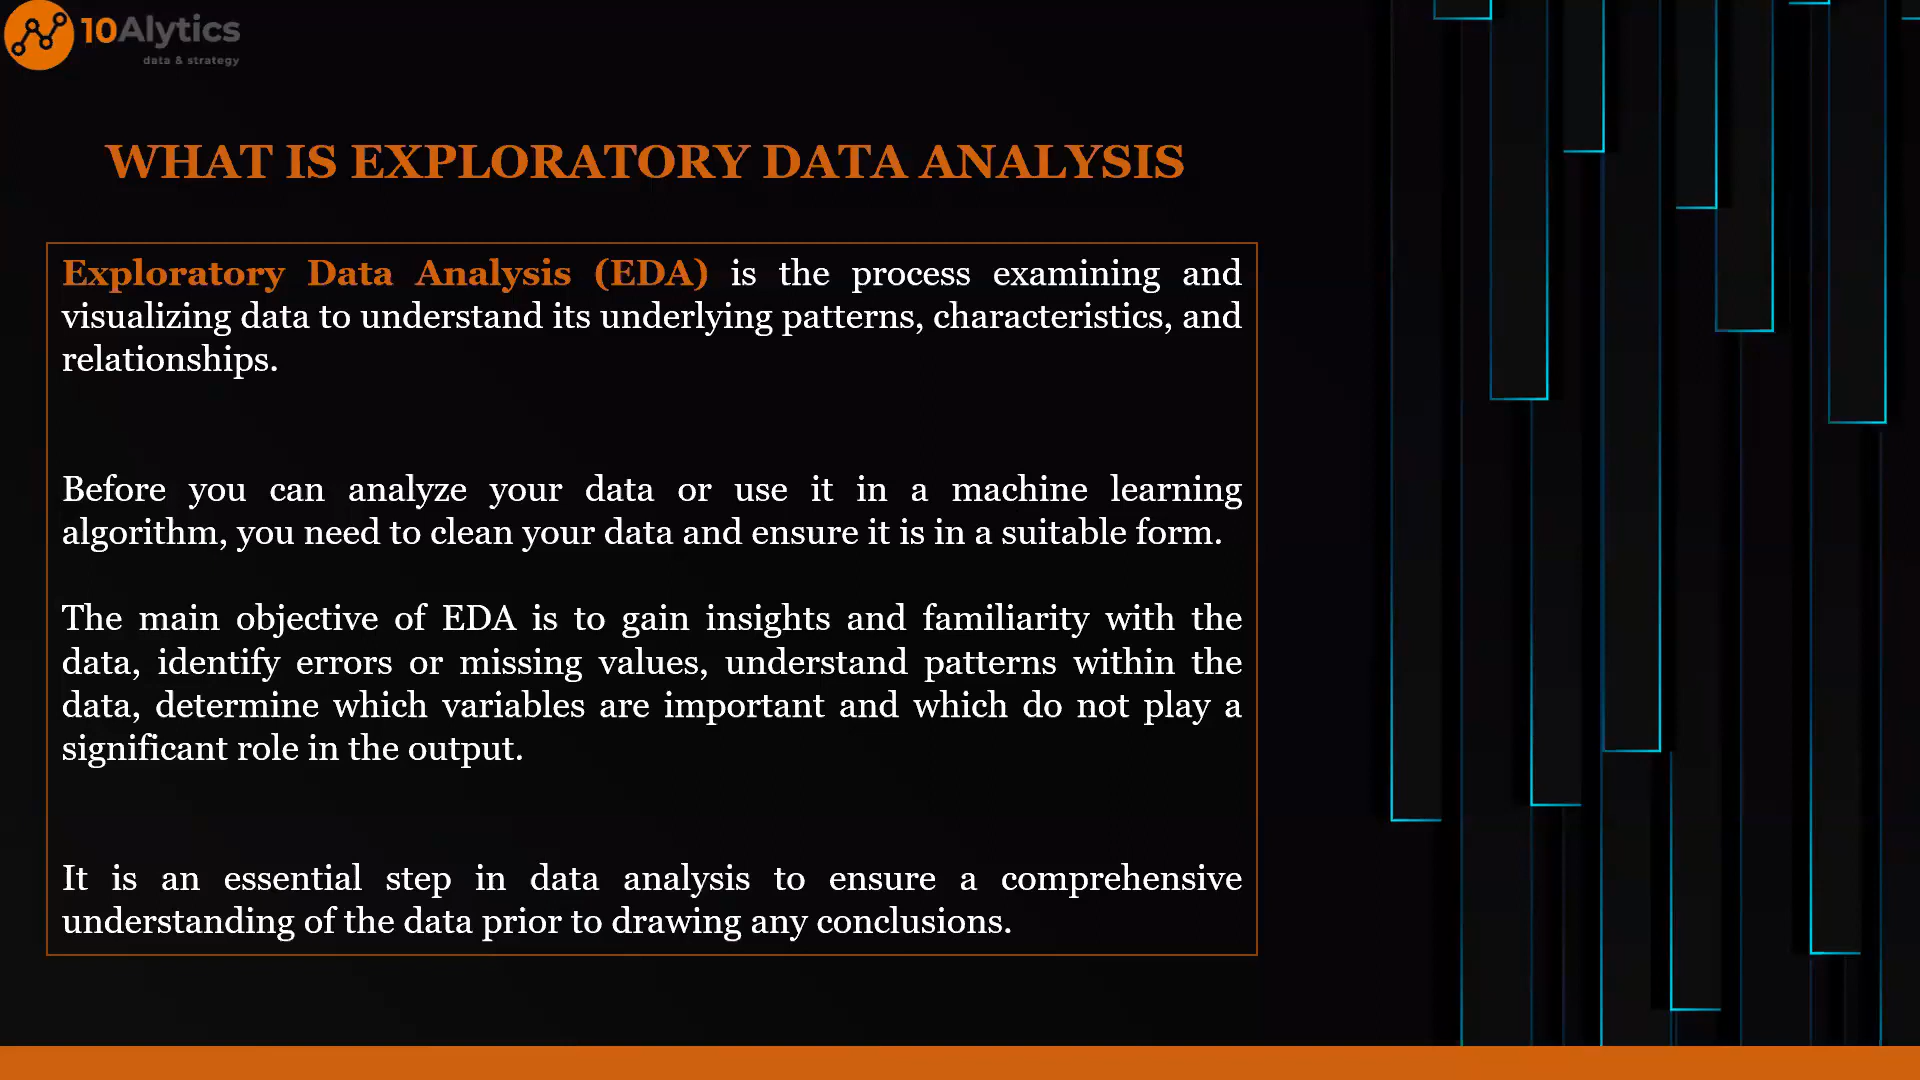 10Alytics
data & strategy
WHAT IS EXPLORATORY DATA ANALYSIS
Exploratory Data Analysis (EDA) is the process examining and
visualizing data to understand its underlying patterns, characteristics, and
relationships.
Before you can analyze your data or use it in a machine learning
algorithm, you need to clean your data and ensure it is in a suitable form.
The main objective of EDA is to gain insights and familiarity with the
data, identify errors or missing values, understand patterns within the
data, determine which variables are important and which do not play a
significant role in the output.
It is an essential step in data analysis to ensure a comprehensive
understanding of the data prior to drawing any conclusions.